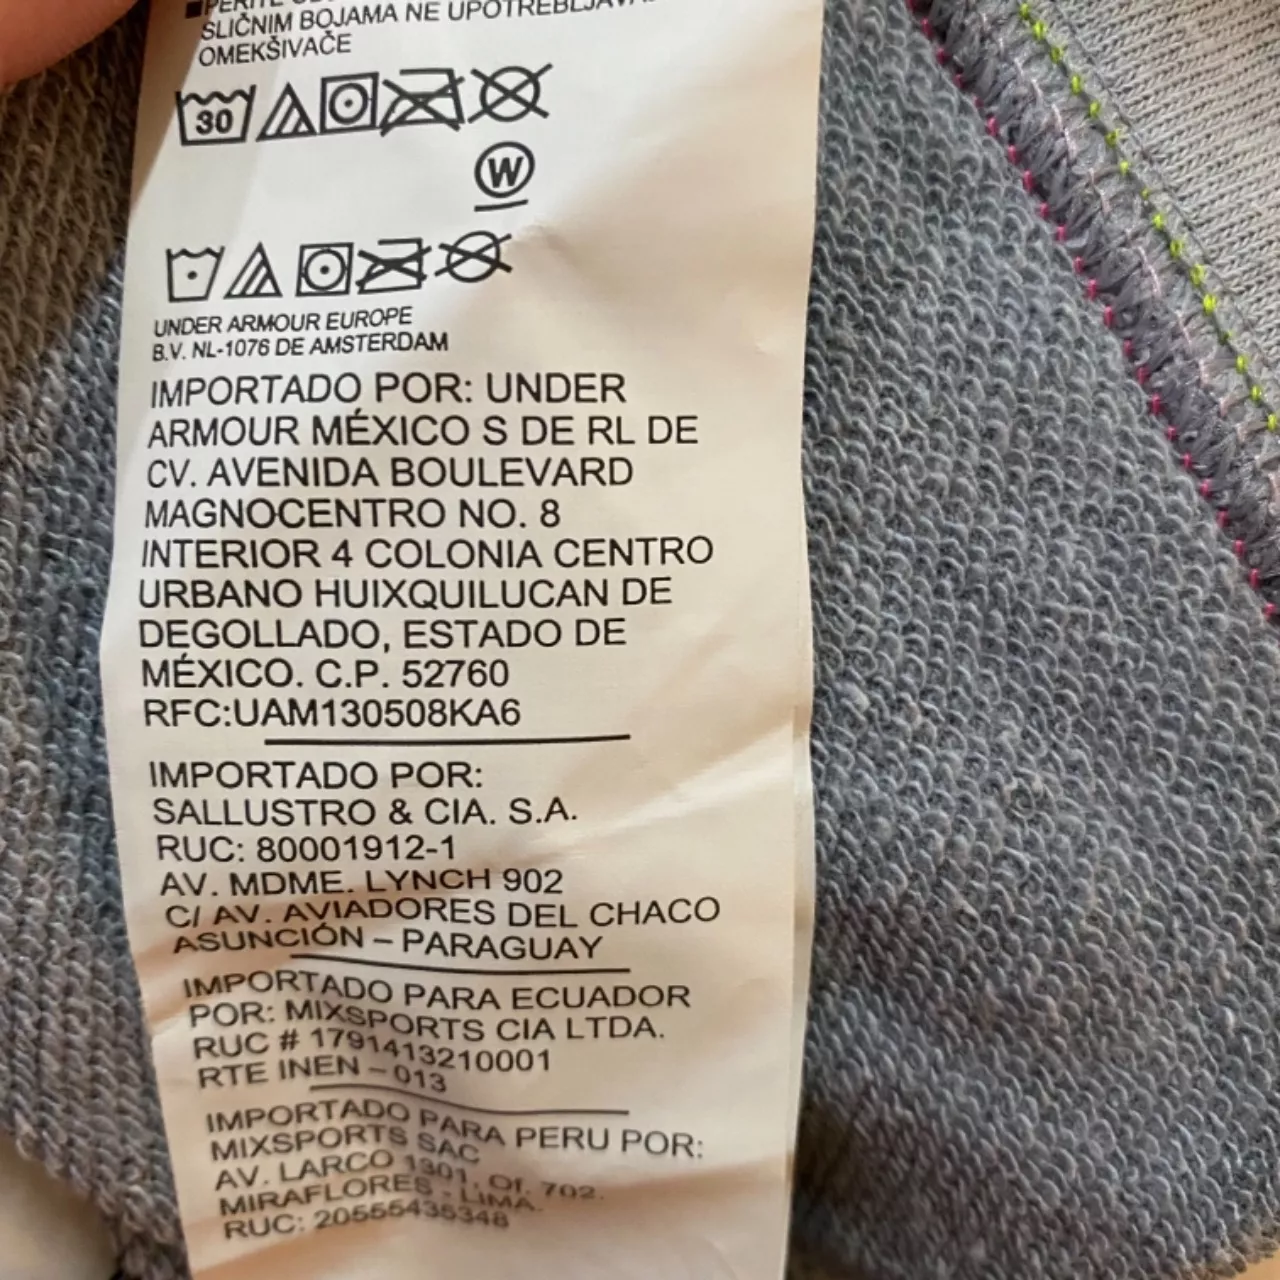 SLIČNIM BOJAMA NE
OMEKŠIVAČE
30
W
UNDER ARMOUR EUROPE
B.V. NL-1076 DE AMSTERDAM
IMPORTADO POR: UNDER
ARMOUR MÉXICO S DE RL DE
CV. AVENIDA BOULEVARD
MAGNOCENTRO NO. 8
INTERIOR 4 COLONIA CENTRO
URBANO HUIXQUILUCAN DE
DEGOLLADO, ESTADO DE
MÉXICO. C.P. 52760
RFC:UAM130508KA6
IMPORTADO POR:
SALLUSTRO & CIA. S.A.
RUC: 80001912-1
AV. MDME. LYNCH 902
C/ AV. AVIADORES DEL CHACO
ASUNCIÓN – PARAGUAY
IMPORTADO PARA ECUADOR
POR: MIXSPORTS CIA LTDA.
RUC # 1791413210001
RTE INEN – 013
IMPORTADO PARA PERU POR:
MIXSPORTS SAC
AV. LARCO 1301, Of. 702.
MIRAFLORES - LIMA.
RUC: 20555435348